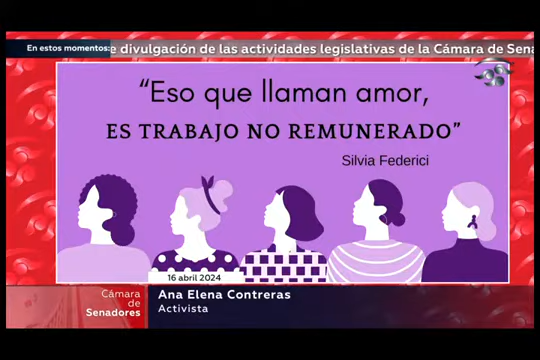 En estos momentos: e divulgación de las actividades legislativas de la Cámara de Sena
“Eso que llaman amor,
ES TRABAJO NO REMUNERADO”
Silvia Federici
16 abril 2024
Cámara
de
Senadores
Ana Elena Contreras
Activista